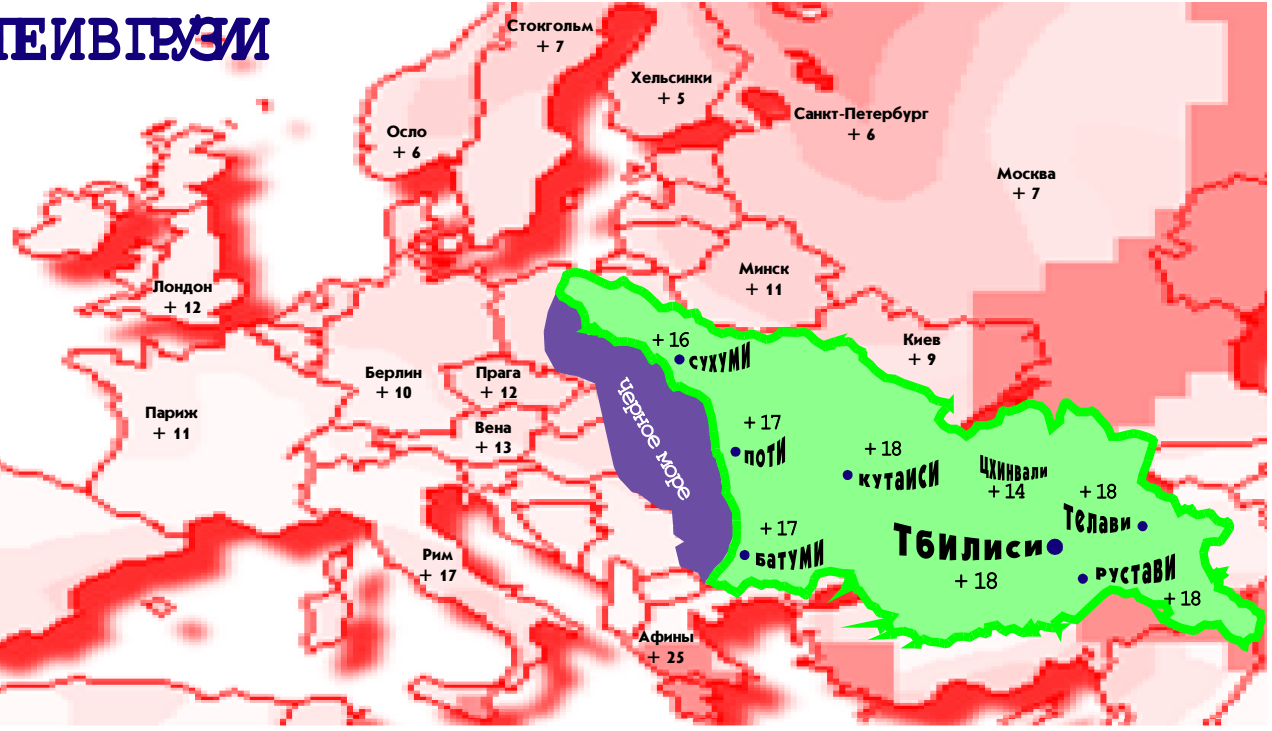 ПЕИВГРУЗИИ
Стокгольм
+ 7
Хельсинки
+ 5
Санкт-Петербург
+ 6
Осло
+ 6
Москва
+ 7
Минск
+ 11
Лондон
+ 12
+ 16
сухуми
Киев
+ 9
Берлин
+ 10
Прага
+ 12
Париж
+ 11
Вена
+ 13
Черное море
+ 17
поти
+ 18
кутаиси
цхинвали
+ 14
+ 18
Телави
+ 17
батуми
Тбилиси
+ 18
Рим
+ 17
рустави
+ 18
Афины
+ 25